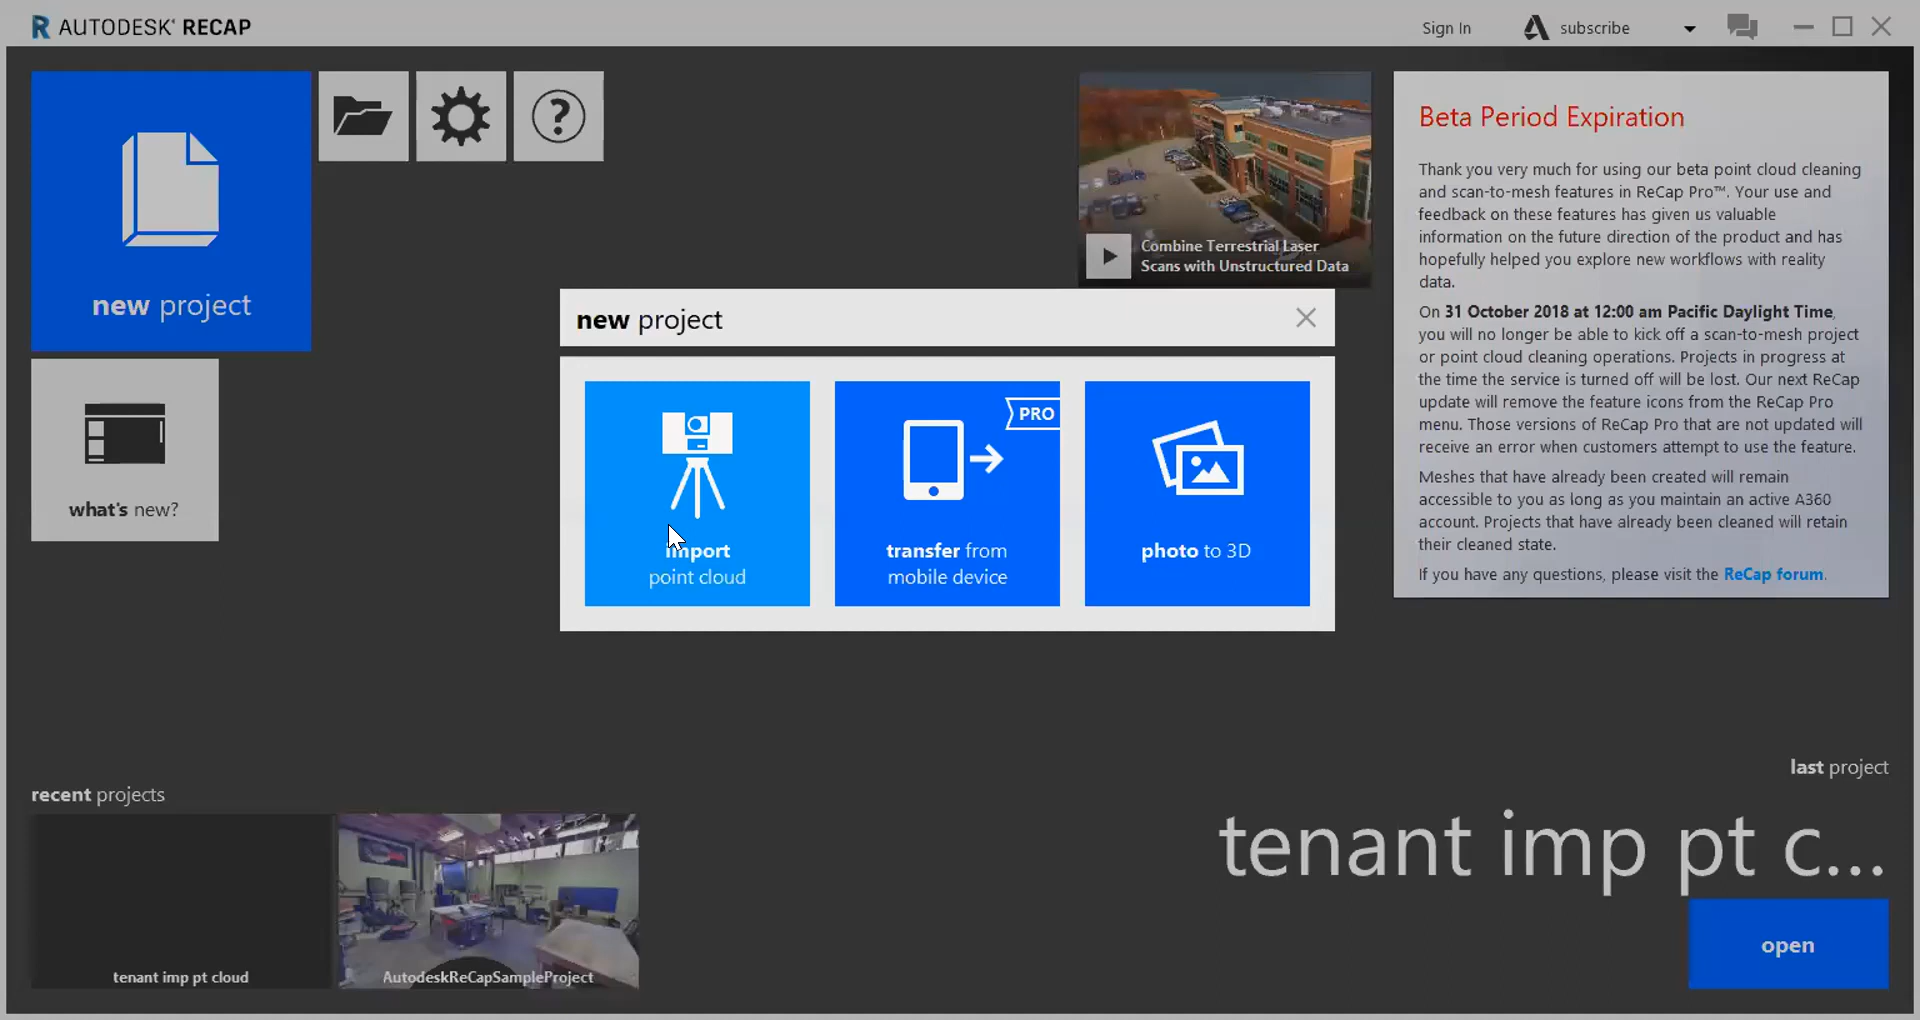 AUTODESK® RECAP
Sign In
subscribe
new project
what's new?
Combine Terrestrial Laser
Scans with Unstructured Data
Beta Period Expiration
Thank you very much for using our beta point cloud cleaning
and scan-to-mesh features in ReCap Pro™. Your use and
feedback on these features has given us valuable
information on the future direction of the product and has
hopefully helped you explore new workflows with reality
data.
On 31 October 2018 at 12:00 am Pacific Daylight Time,
you will no longer be able to kick off a scan-to-mesh project
or point cloud cleaning operations. Projects in progress at
the time the service is turned off will be lost. Our next ReCap
update will remove the feature icons from the ReCap Pro
menu. Those versions of ReCap Pro that are not updated will
receive an error when customers attempt to use the feature.
Meshes that have already been created will remain
accessible to you as long as you maintain an active A360
account. Projects that have already been cleaned will retain
their cleaned state.
If you have any questions, please visit the ReCap forum.
new project
import
point cloud
PRO
transfer from
mobile device
photo to 3D
recent projects
tenant imp pt cloud
AutodeskReCapSampleProject
last project
tenant imp pt c...
open